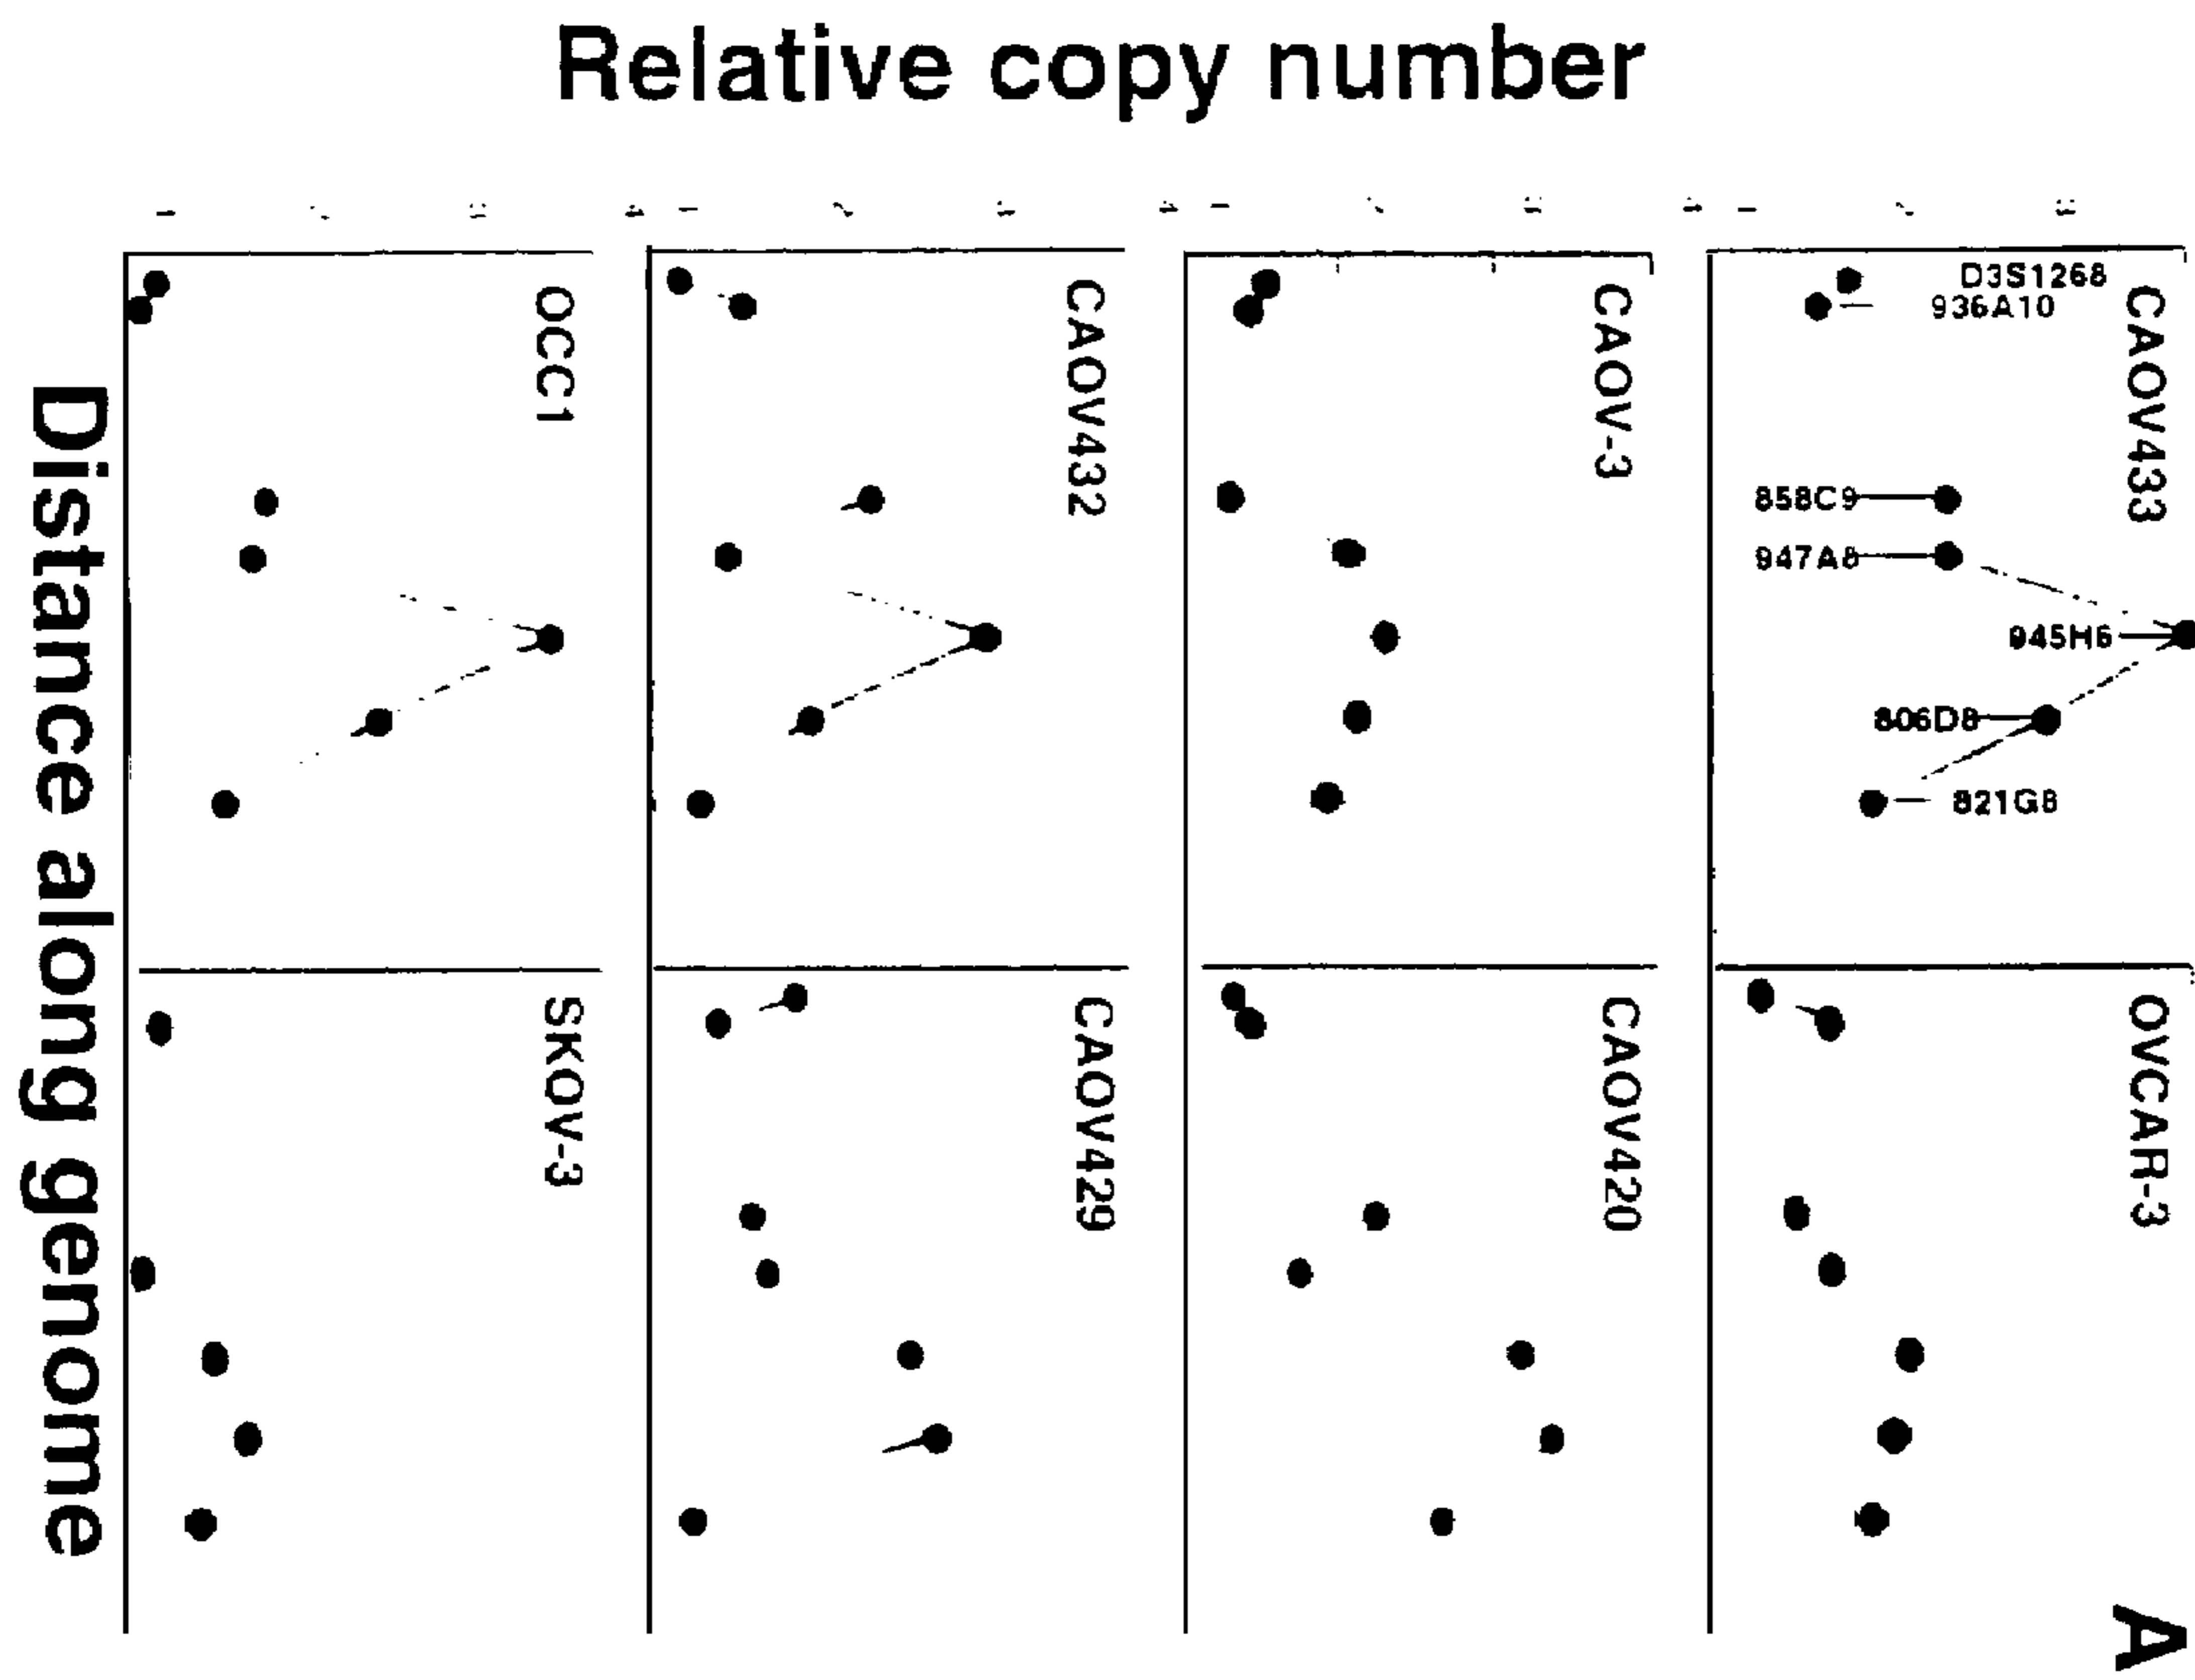 A
Relative copy number
CAOV433
D3S1268
936A10
858C9
947A8
945H6
806D8
821G8
OVCAR-3
CAOV-3
CAOV420
CAOV432
CAOV429
OCC1
SKOV-3
Distance along genome